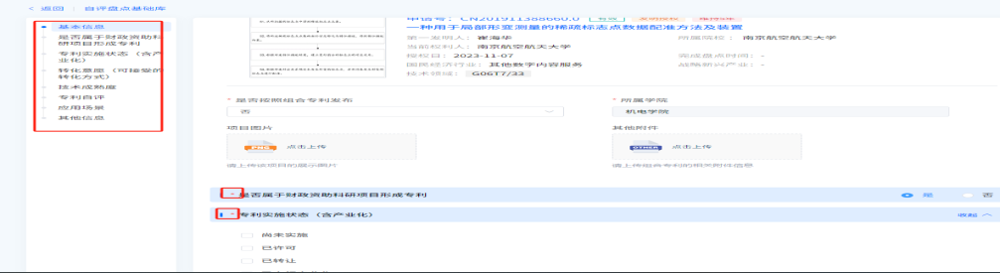 < 返回 | 自评盘点基础库
基本信息
是否属于财政资助科
研项目形成专利
专利实施状态（含产
业化）
转化意愿（可接受的
转化方式）
技术成熟度
专利自评
应用场景
其他信息
申请号： CN201911388660.0 有效 发明授权
一种用于局部形变测量的稀疏标志点数据配准方法及装置
第一发明人： 崔海华 所属院校： 南京航空航天大学
当前权利人： 南京航空航天大学
授权日： 2023-11-07 完成盘点时间： -
国民经济行业： 其他数字内容服务 战略新兴产业： -
技术领域： G06T7/33
* 是否按照组合专利发布 * 所属学院
否 机电学院
项目图片 其他附件
PNG 点击上传 OTHER 点击上传
请上传该项目的展示图片 请上传组合专利的相关附件信息
* 是否属于财政资助科研项目形成专利 是 否
* 专利实施状态（含产业化） 收起
尚未实施
已许可
已转让